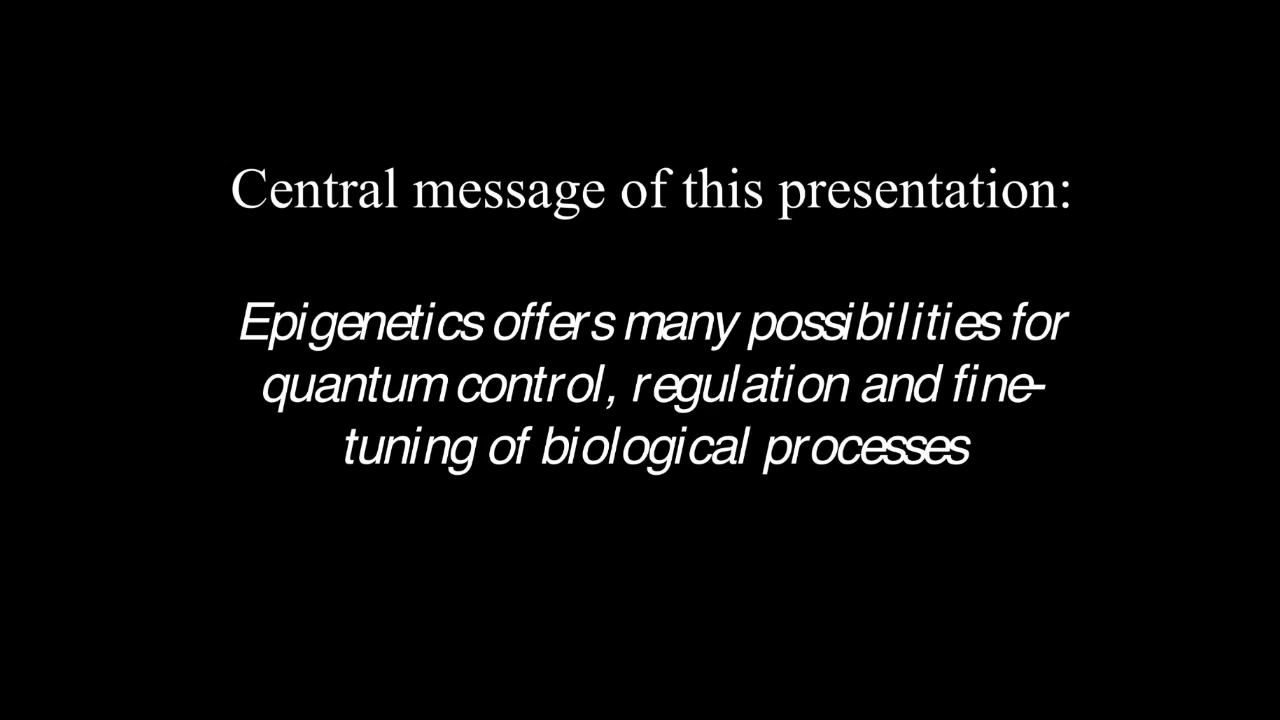 Central message of this presentation:
Epigenetics offers many possibilities for
quantum control, regulation and fine-
tuning of biological processes